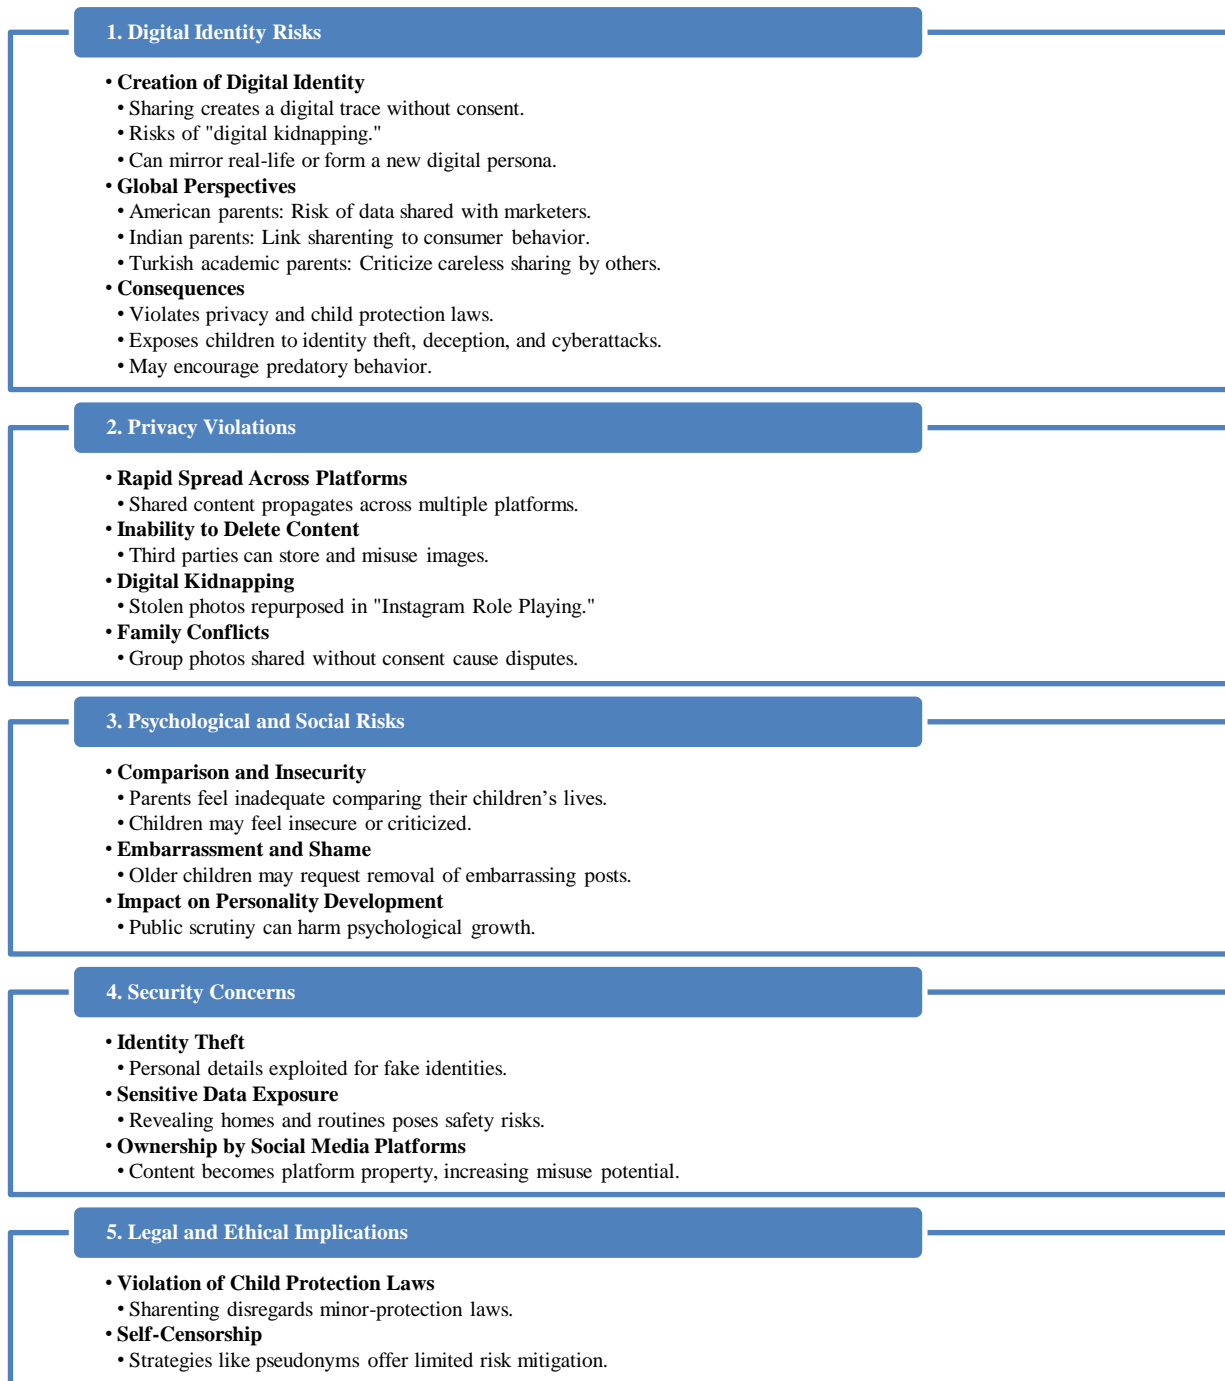 1. Digital Identity Risks
• Creation of Digital Identity
• Sharing creates a digital trace without consent.
• Risks of "digital kidnapping."
• Can mirror real-life or form a new digital persona.
• Global Perspectives
• American parents: Risk of data shared with marketers.
• Indian parents: Link sharenting to consumer behavior.
• Turkish academic parents: Criticize careless sharing by others.
• Consequences
• Violates privacy and child protection laws.
• Exposes children to identity theft, deception, and cyberattacks.
• May encourage predatory behavior.
2. Privacy Violations
• Rapid Spread Across Platforms
• Shared content propagates across multiple platforms.
• Inability to Delete Content
• Third parties can store and misuse images.
• Digital Kidnapping
• Stolen photos repurposed in "Instagram Role Playing."
• Family Conflicts
• Group photos shared without consent cause disputes.
3. Psychological and Social Risks
• Comparison and Insecurity
• Parents feel inadequate comparing their children’s lives.
• Children may feel insecure or criticized.
• Embarrassment and Shame
• Older children may request removal of embarrassing posts.
• Impact on Personality Development
• Public scrutiny can harm psychological growth.
4. Security Concerns
• Identity Theft
• Personal details exploited for fake identities.
• Sensitive Data Exposure
• Revealing homes and routines poses safety risks.
• Ownership by Social Media Platforms
• Content becomes platform property, increasing misuse potential.
5. Legal and Ethical Implications
• Violation of Child Protection Laws
• Sharenting disregards minor-protection laws.
• Self-Censorship
• Strategies like pseudonyms offer limited risk mitigation.